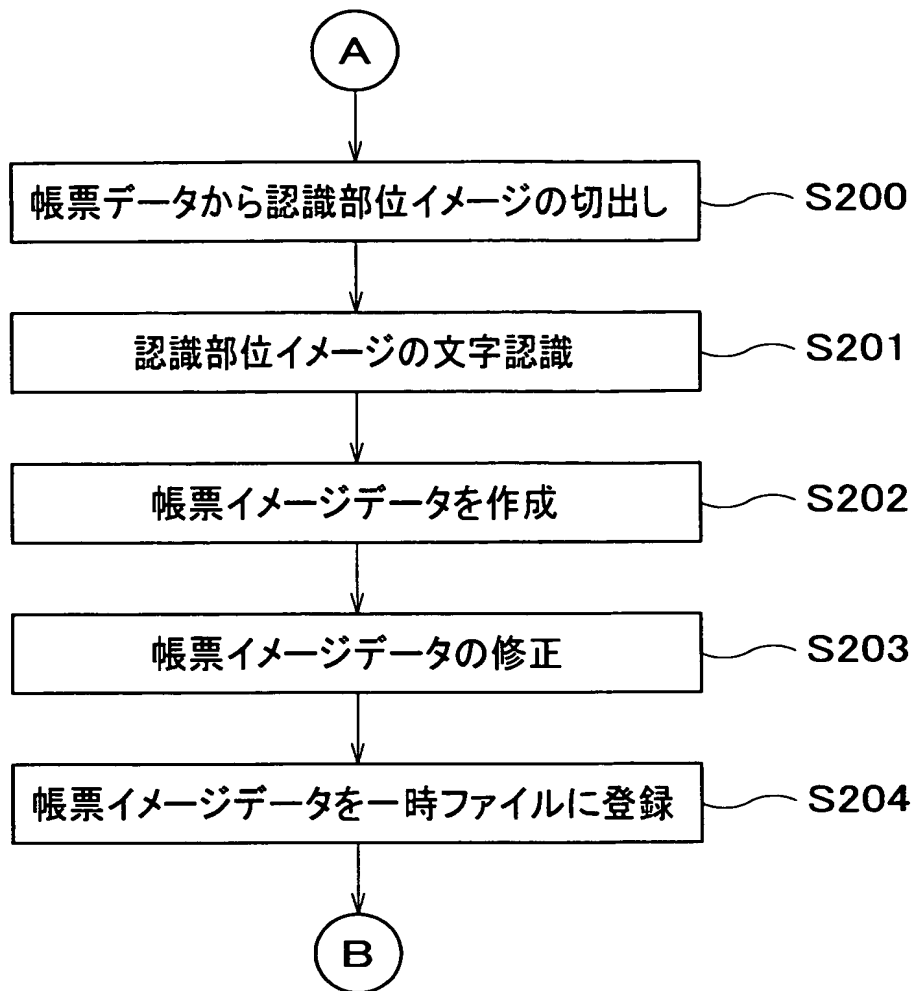 A
帳票データから認識部位イメージの切出し
S200
認識部位イメージの文字認識
S201
帳票イメージデータを作成
S202
帳票イメージデータの修正
S203
帳票イメージデータを一時ファイルに登録
S204
B